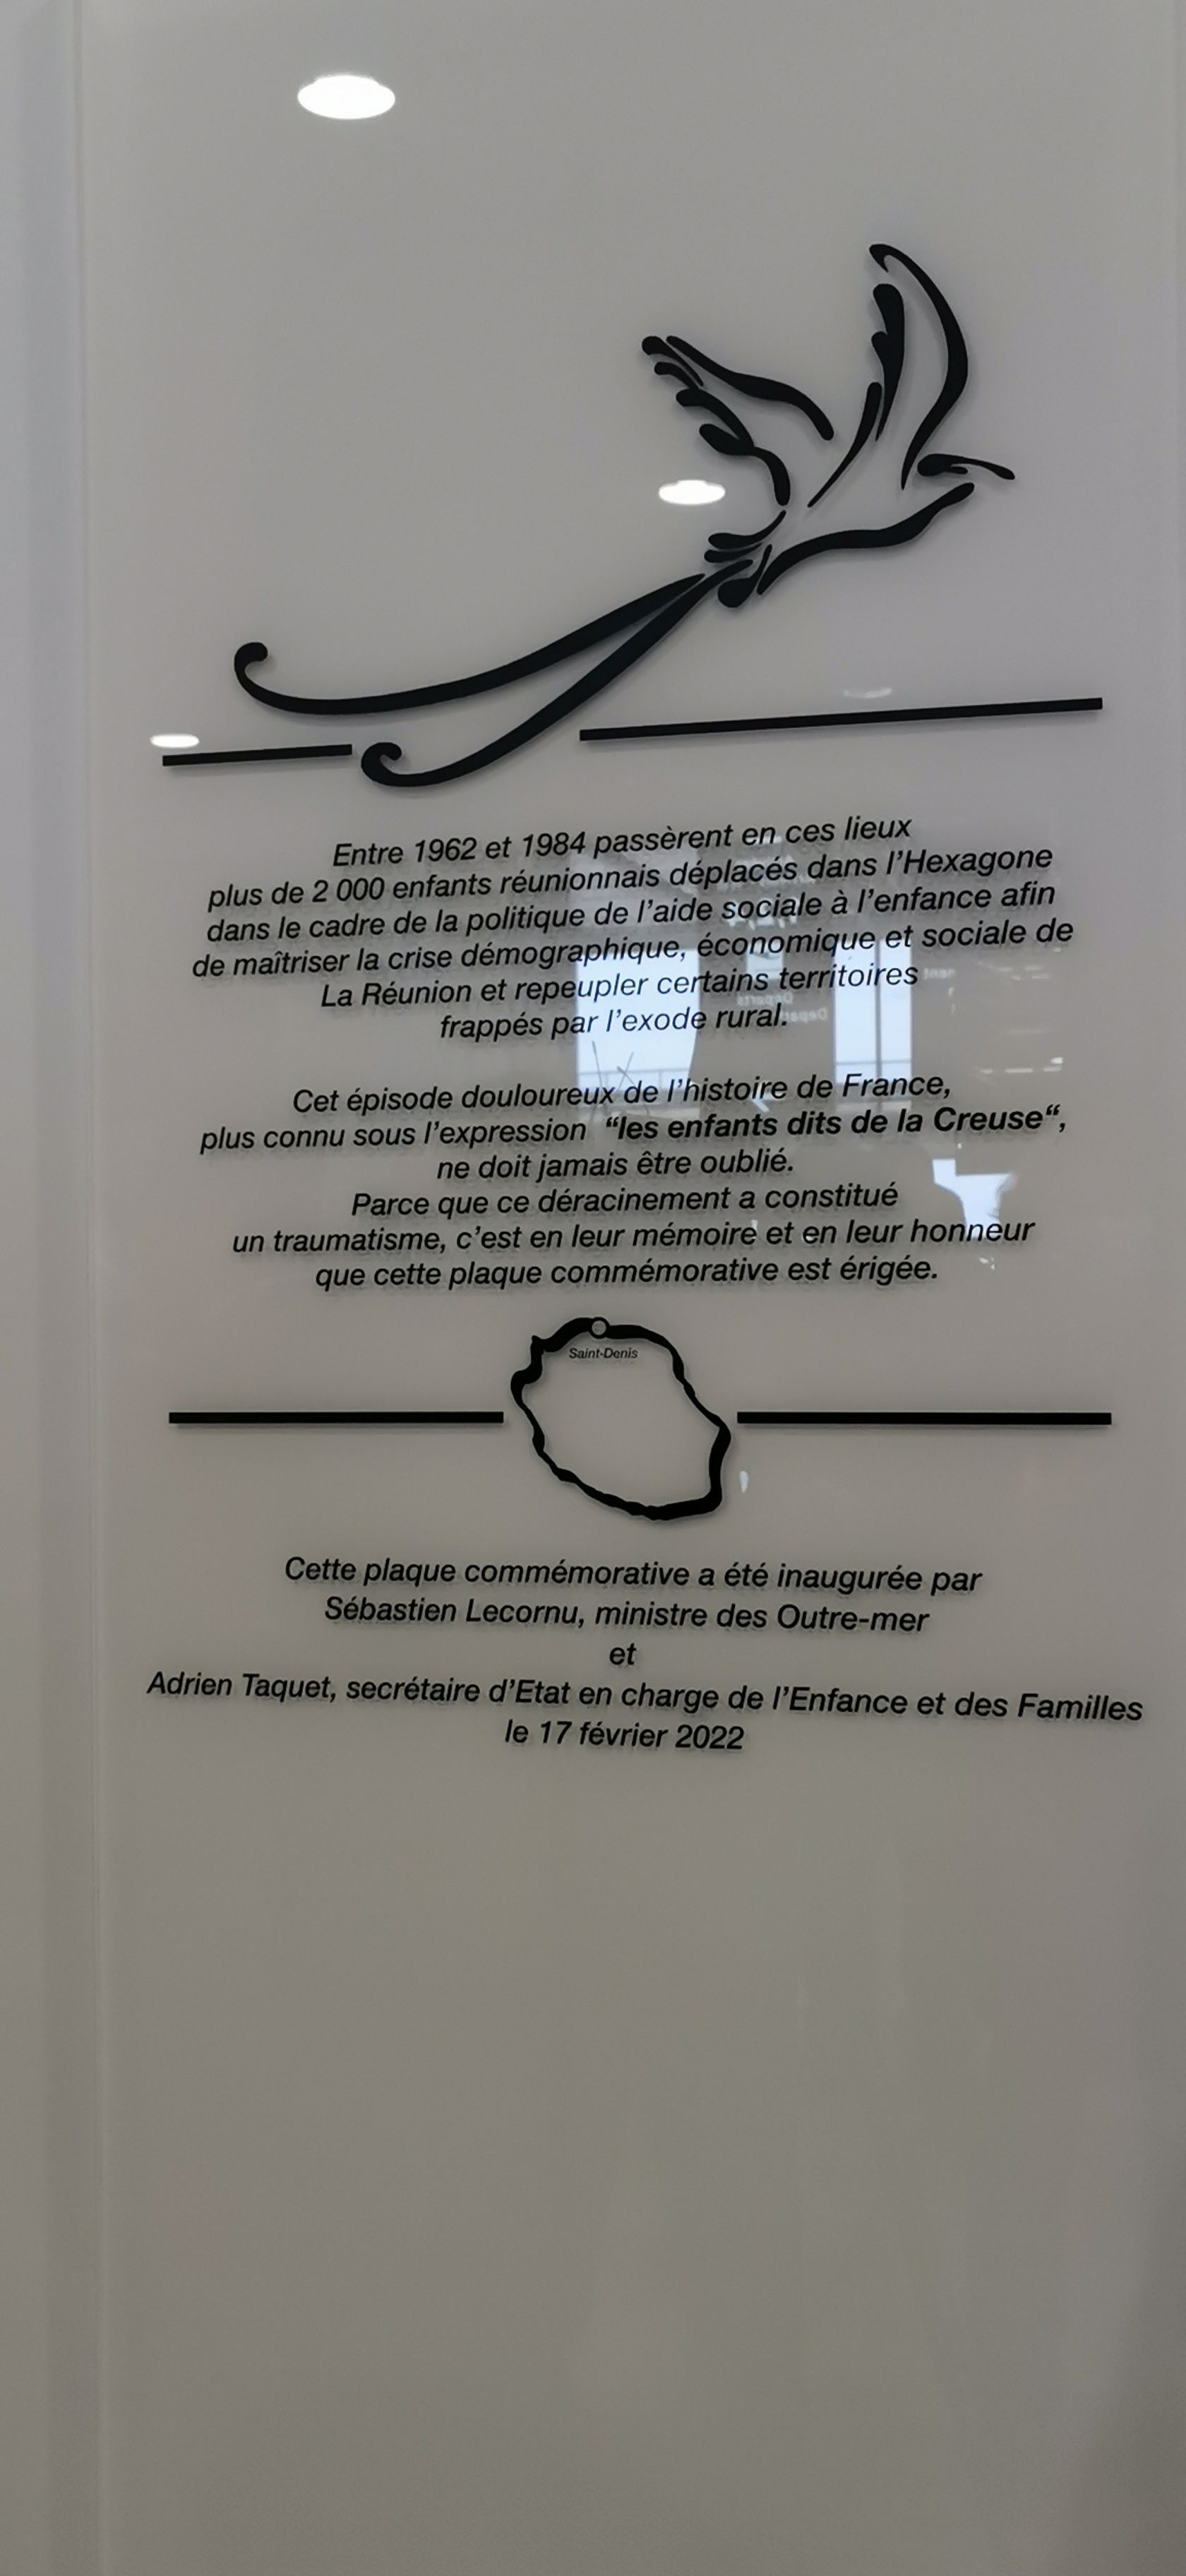 Entre 1962 et 1984 passèrent en ces lieux
plus de 2 000 enfants réunionnais déplacés dans l’Hexagone
dans le cadre de la politique de l’aide sociale à l’enfance afin
de maîtriser la crise démographique, économique et sociale de
La Réunion et repeupler certains territoires
frappés par l’exode rural.
Cet épisode douloureux de l’histoire de France,
plus connu sous l’expression “les enfants dits de la Creuse“,
ne doit jamais être oublié.
Parce que ce déracinement a constitué
un traumatisme, c’est en leur mémoire et en leur honneur
que cette plaque commémorative est érigée.
Saint-Denis
Cette plaque commémorative a été inaugurée par
Sébastien Lecornu, ministre des Outre-mer
et
Adrien Taquet, secrétaire d’Etat en charge de l’Enfance et des Familles
le 17 février 2022